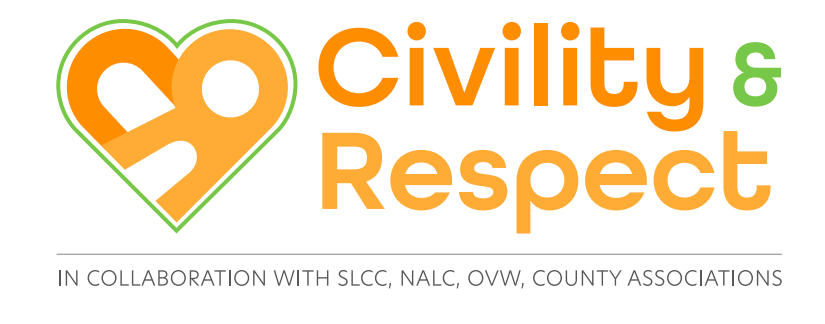 Civility &
Respect
IN COLLABORATION WITH SLCC, NALC, OVW, COUNTY ASSOCIATIONS